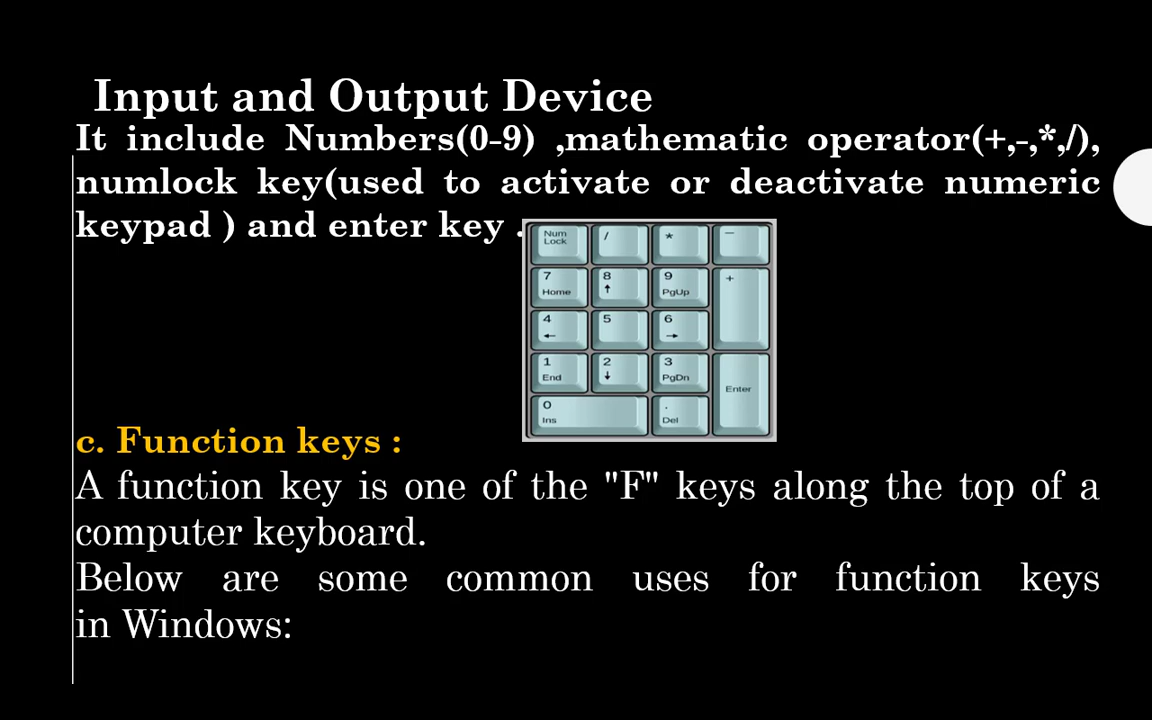 Input and Output Device
It include Numbers(0-9) ,mathematic operator(+,-,*,/),
numlock key(used to activate or deactivate numeric
keypad ) and enter key .
Num Lock / * −
7 Home 8 ↑ 9 PgUp +
4 ← 5 6 →
1 End 2 ↓ 3 PgDn Enter
0 Ins . Del
c. Function keys :
A function key is one of the "F" keys along the top of a
computer keyboard.
Below are some common uses for function keys
in Windows: